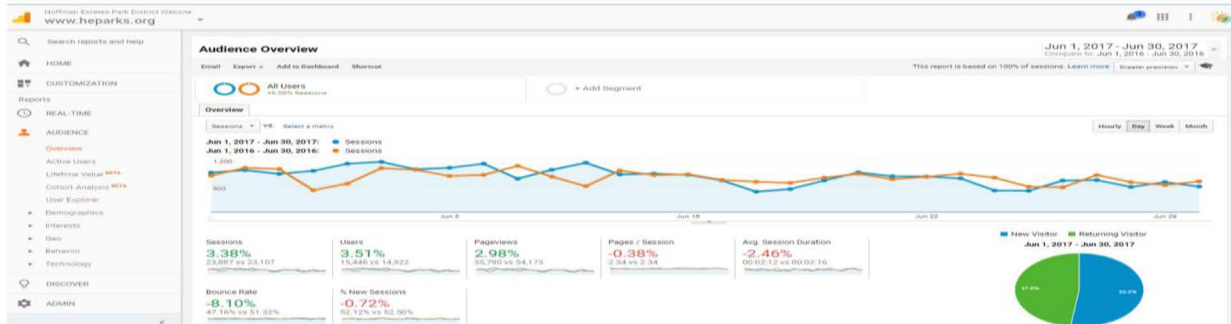 Hoffman Estates Park District Website
www.heparks.org
Search reports and help
HOME
CUSTOMIZATION
Reports
REAL-TIME
AUDIENCE
Overview
Active Users
Lifetime Value BETA
Cohort Analysis BETA
User Explorer
Demographics
Interests
Geo
Behavior
Technology
DISCOVER
ADMIN
Audience Overview
Jun 1, 2017 - Jun 30, 2017
Compare to: Jun 1, 2016 - Jun 30, 2016
Email Export Add to Dashboard Shortcut
This report is based on 100% of sessions. Learn more Greater precision
All Users
Sessions
+ Add Segment
Overview
Sessions VS. Select a metric
Hourly Day Week Month
Jun 1, 2017 - Jun 30, 2017: Sessions
Jun 1, 2016 - Jun 30, 2016: Sessions
1,200
600
Jun 8 Jun 15 Jun 22 Jun 29
Sessions
3.38%
23,887 vs 23,107
Users
3.51%
15,446 vs 14,922
Pageviews
2.98%
55,790 vs 54,173
Pages / Session
-0.38%
2.34 vs 2.34
Avg. Session Duration
-2.46%
00:02:12 vs 00:02:16
Bounce Rate
-8.10%
47.16% vs 51.32%
% New Sessions
-0.72%
52.12% vs 52.50%
New Visitor Returning Visitor
Jun 1, 2017 - Jun 30, 2017